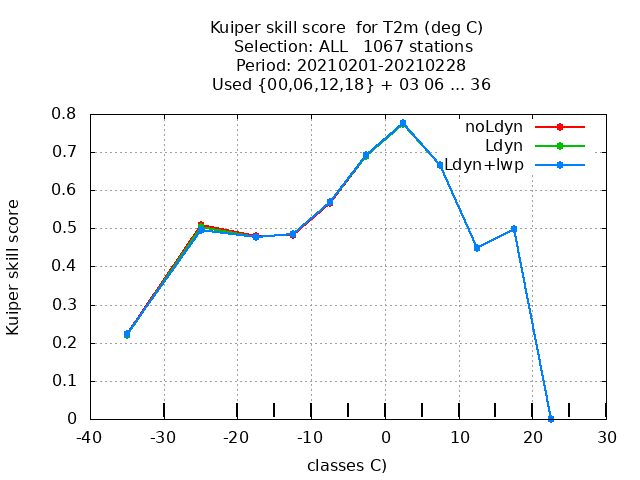 Kuiper skill score  for T2m (deg C)
Selection: ALL   1067 stations
Period: 20210201-20210228
Used {00,06,12,18} + 03 06 ... 36
noLdyn
Ldyn
Ldyn+lwp
Kuiper skill score
0.8
0.7
0.6
0.5
0.4
0.3
0.2
0.1
0
-40 -30 -20 -10 0 10 20 30
classes C)